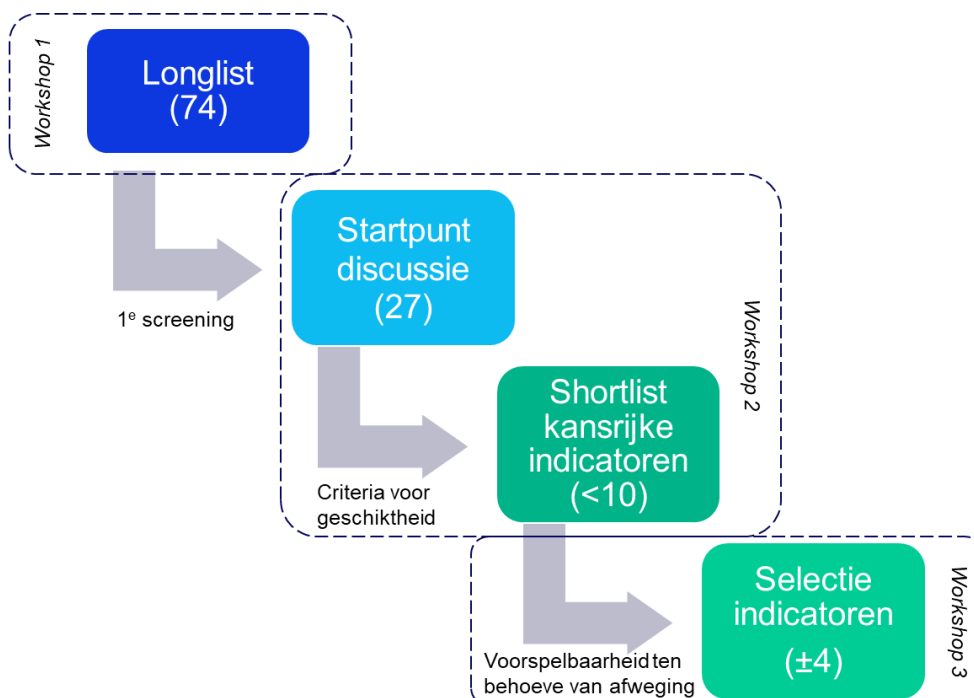 Workshop 1
Longlist
(74)
1e screening
Startpunt
discussie
(27)
Workshop 2
Criteria voor
geschiktheid
Shortlist
kansrijke
indicatoren
(<10)
Voorspelbaarheid ten
behoeve van afweging
Selectie
indicatoren
(±4)
Workshop 3